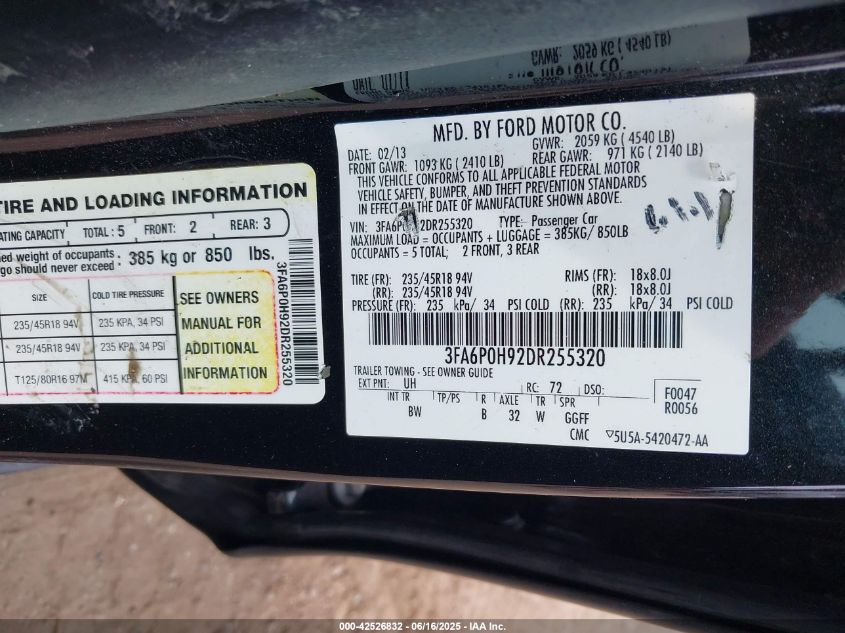 TIRE AND LOADING INFORMATION
ATING CAPACITY TOTAL: 5 FRONT: 2 REAR: 3
ned weight of occupants
go should never exceed: 385 kg or 850 lbs.
SIZE COLD TIRE PRESSURE
235/45R18 94V 235 KPA, 34 PSI
235/45R18 94V 235 KPA, 34 PSI
T125/80R16 97M 415 KPA, 60 PSI
SEE OWNERS
MANUAL FOR
ADDITIONAL
INFORMATION
3FA6P0H92DR255320
MFD. BY FORD MOTOR CO.
DATE: 02/13 GVWR: 2059 KG ( 4540 LB)
FRONT GAWR: 1093 KG ( 2410 LB) REAR GAWR: 971 KG ( 2140 LB)
THIS VEHICLE CONFORMS TO ALL APPLICABLE FEDERAL MOTOR
VEHICLE SAFETY, BUMPER, AND THEFT PREVENTION STANDARDS
IN EFFECT ON THE DATE OF MANUFACTURE SHOWN ABOVE.
VIN: 3FA6P0H92DR255320 TYPE: Passenger Car
MAXIMUM LOAD = OCCUPANTS + LUGGAGE = 385KG/ 850LB
OCCUPANTS = 5 TOTAL; 2 FRONT, 3 REAR
TIRE (FR): 235/45R18 94V RIMS (FR): 18x8.0J
(RR): 235/45R18 94V (RR): 18x8.0J
PRESSURE (FR): 235 kPa/ 34 PSI COLD (RR): 235 kPa/ 34 PSI COLD
3FA6P0H92DR255320
TRAILER TOWING - SEE OWNER GUIDE
EXT PNT: UH RC: 72 DSO: F0047
INT TR TP/PS R AXLE TR SPR R0056
BW B 32 W GGFF
CMC ▽5U5A-5420472-AA
000-42526832 - 06/16/2025 - IAA Inc.